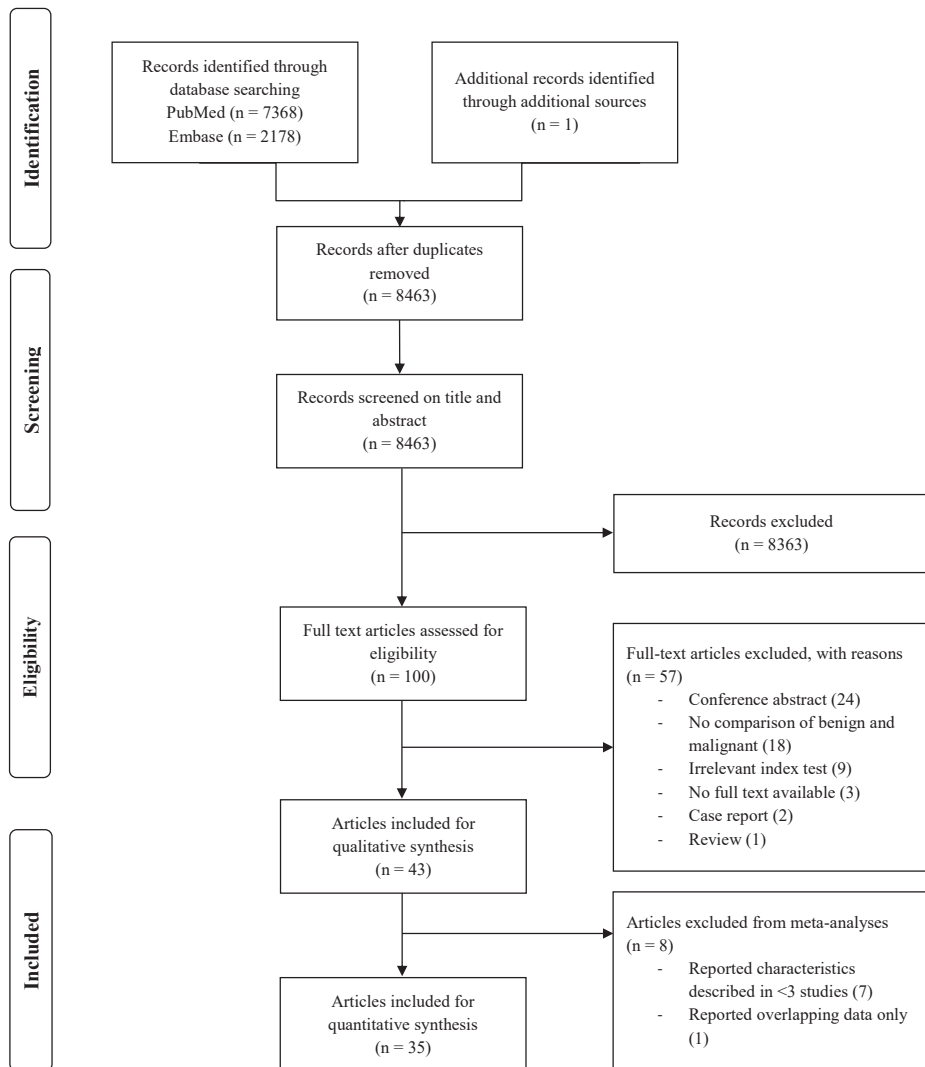 Identification
Records identified through
database searching
PubMed (n = 7368)
Embase (n = 2178)
Additional records identified
through additional sources
(n = 1)
Records after duplicates
removed
(n = 8463)
Screening
Records screened on title and
abstract
(n = 8463)
Records excluded
(n = 8363)
Eligibility
Full text articles assessed for
eligibility
(n = 100)
Full-text articles excluded, with reasons
(n = 57)
- Conference abstract (24)
- No comparison of benign and
malignant (18)
- Irrelevant index test (9)
- No full text available (3)
- Case report (2)
- Review (1)
Articles included for
qualitative synthesis
(n = 43)
Included
Articles excluded from meta-analyses
(n = 8)
- Reported characteristics
described in <3 studies (7)
- Reported overlapping data only
(1)
Articles included for
quantitative synthesis
(n = 35)